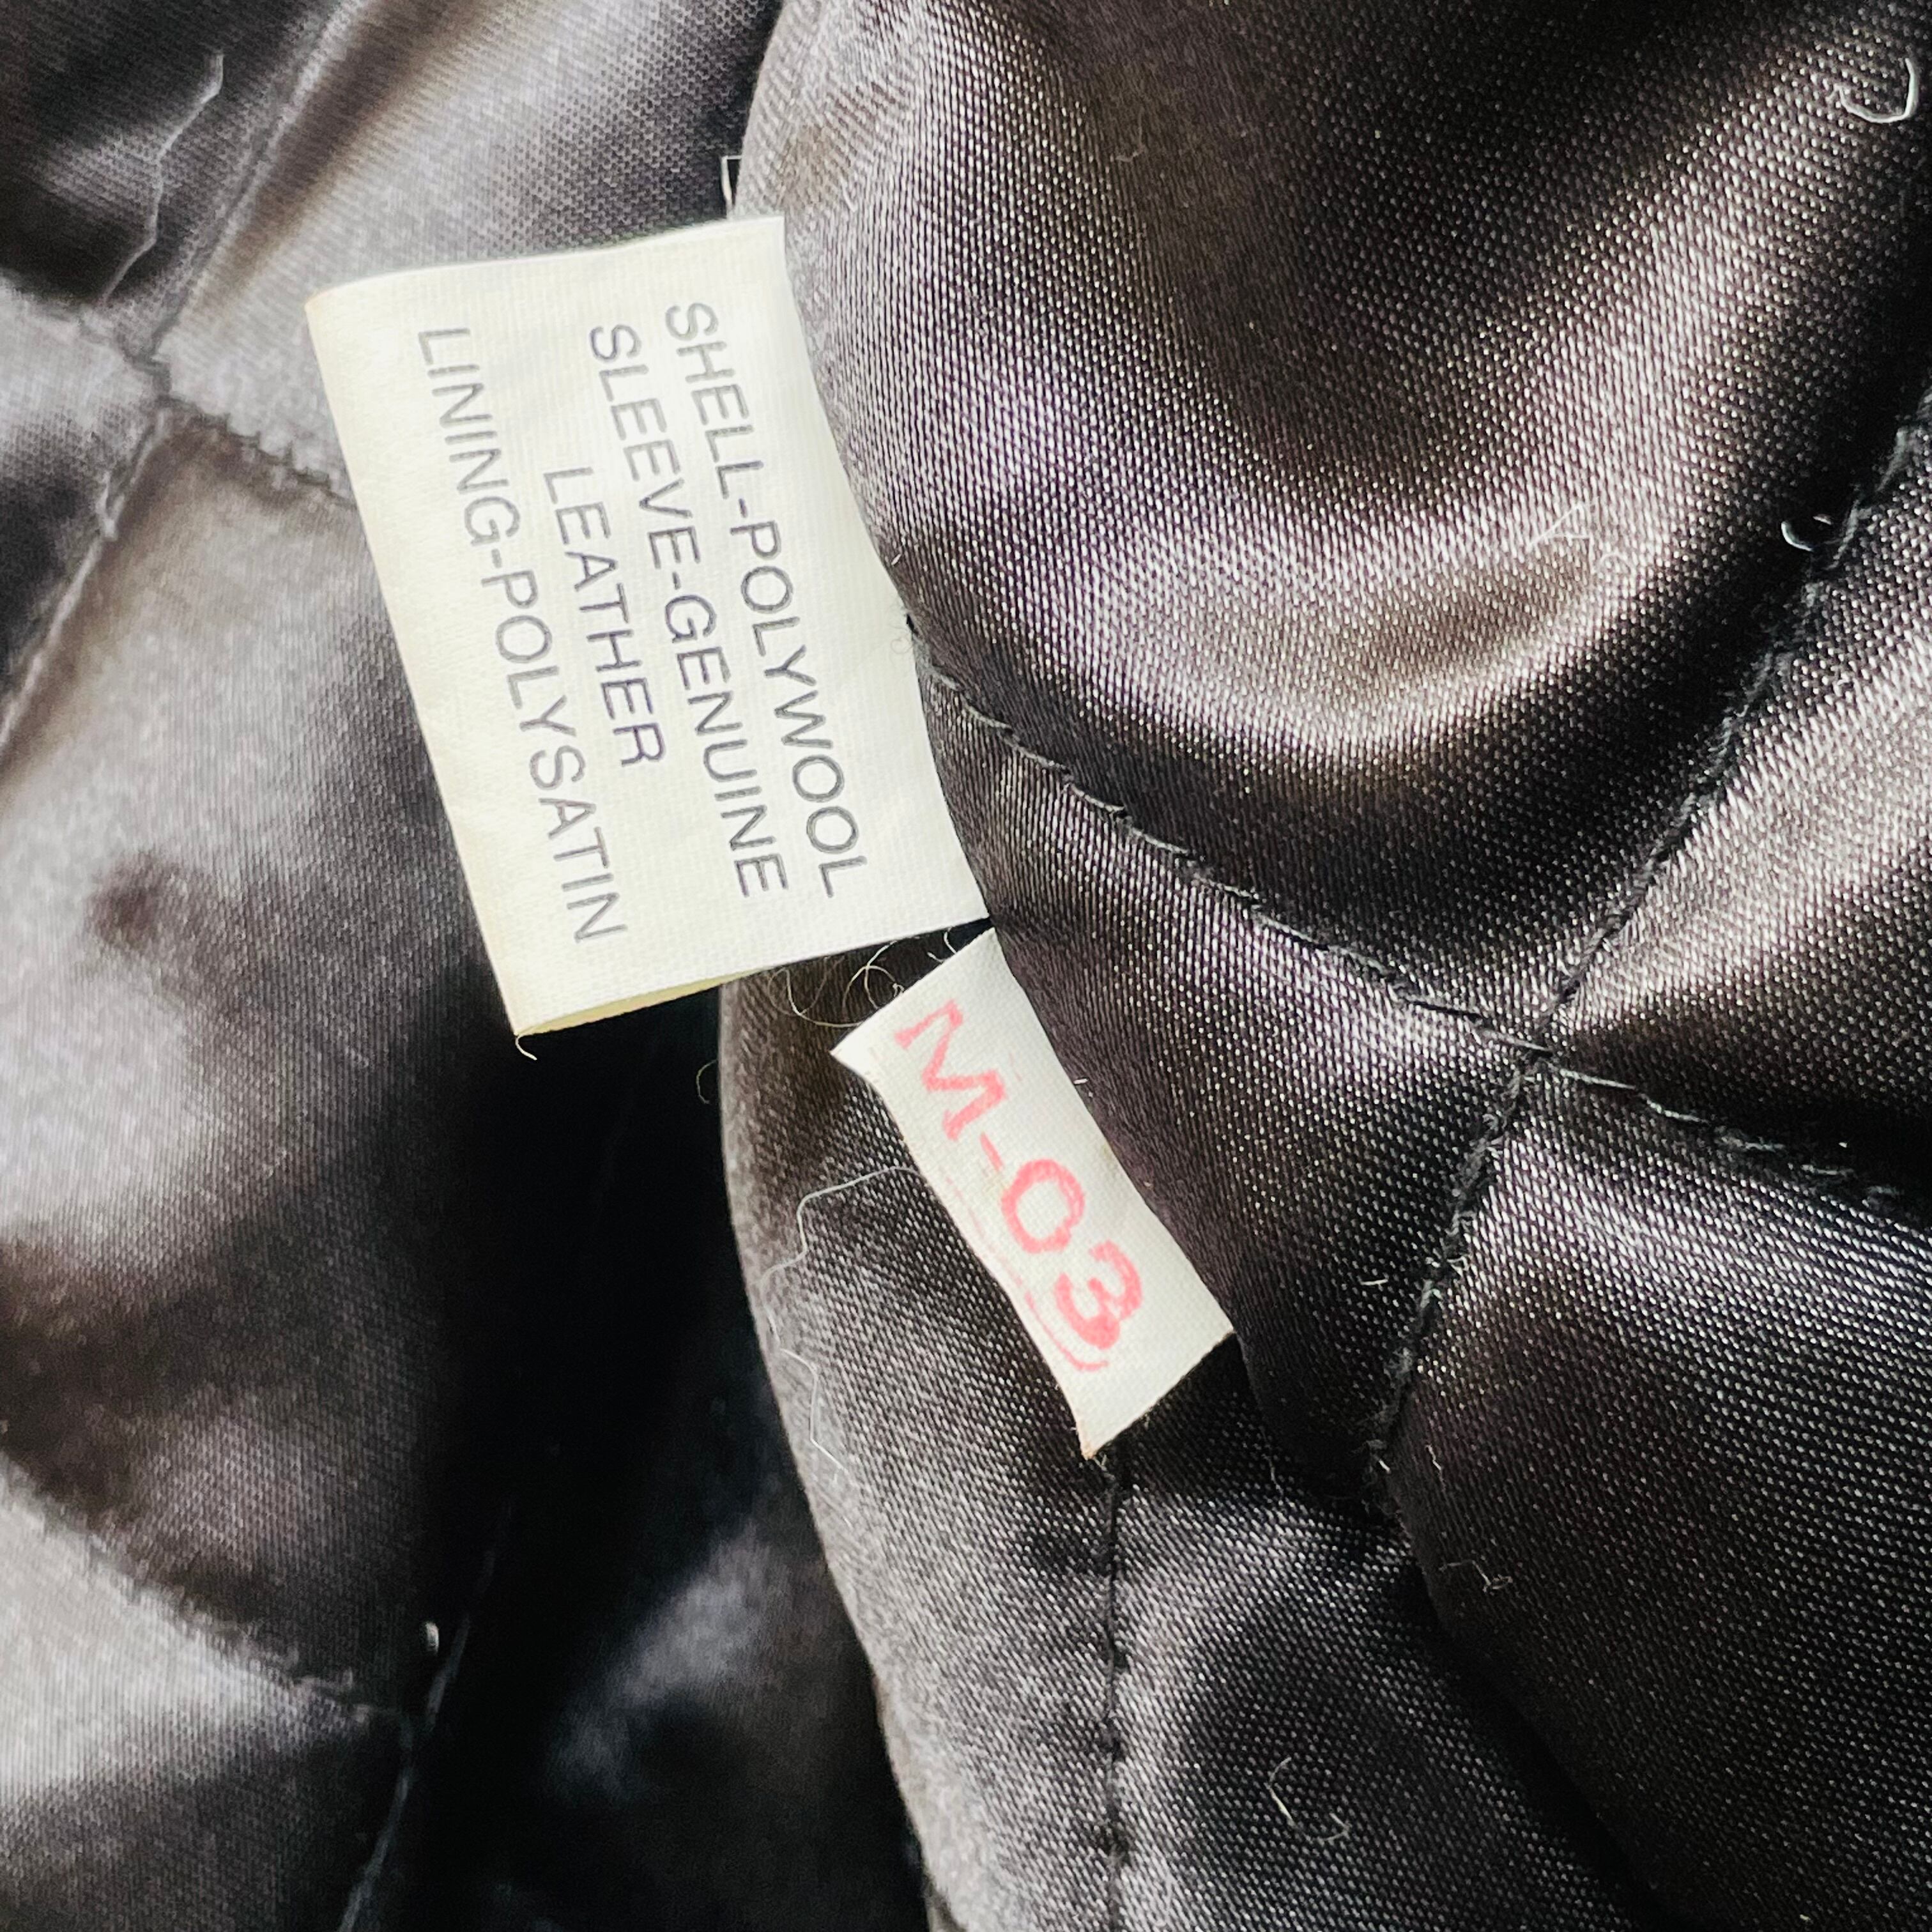 SHELL-POLYWOOL
SLEEVE-GENUINE
LEATHER
LINING-POLYSATIN
M-03